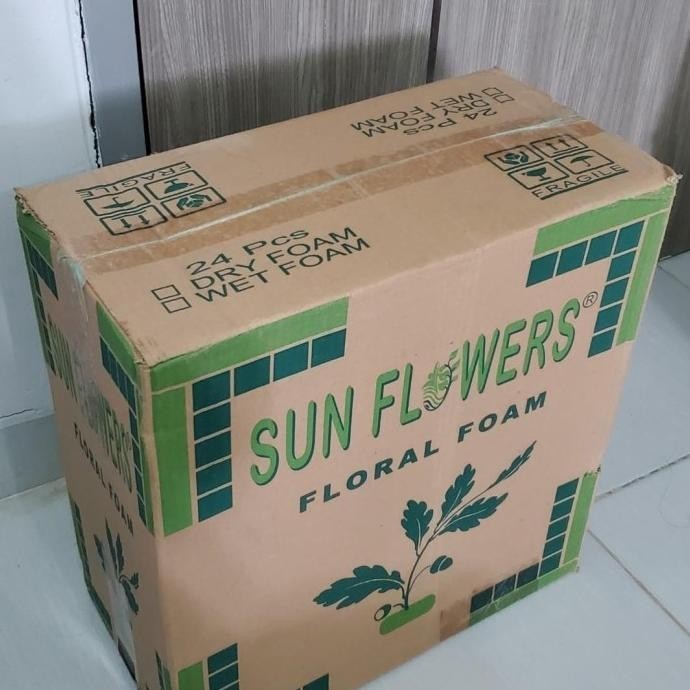 24 Pcs
DRY FOAM
WET FOAM
FRAGILE
FRAGILE
24 Pcs
DRY FOAM
WET FOAM
SUN FLOWERS®
FLORAL FOAM
SUN FLOWERS
FLORAL FOAM